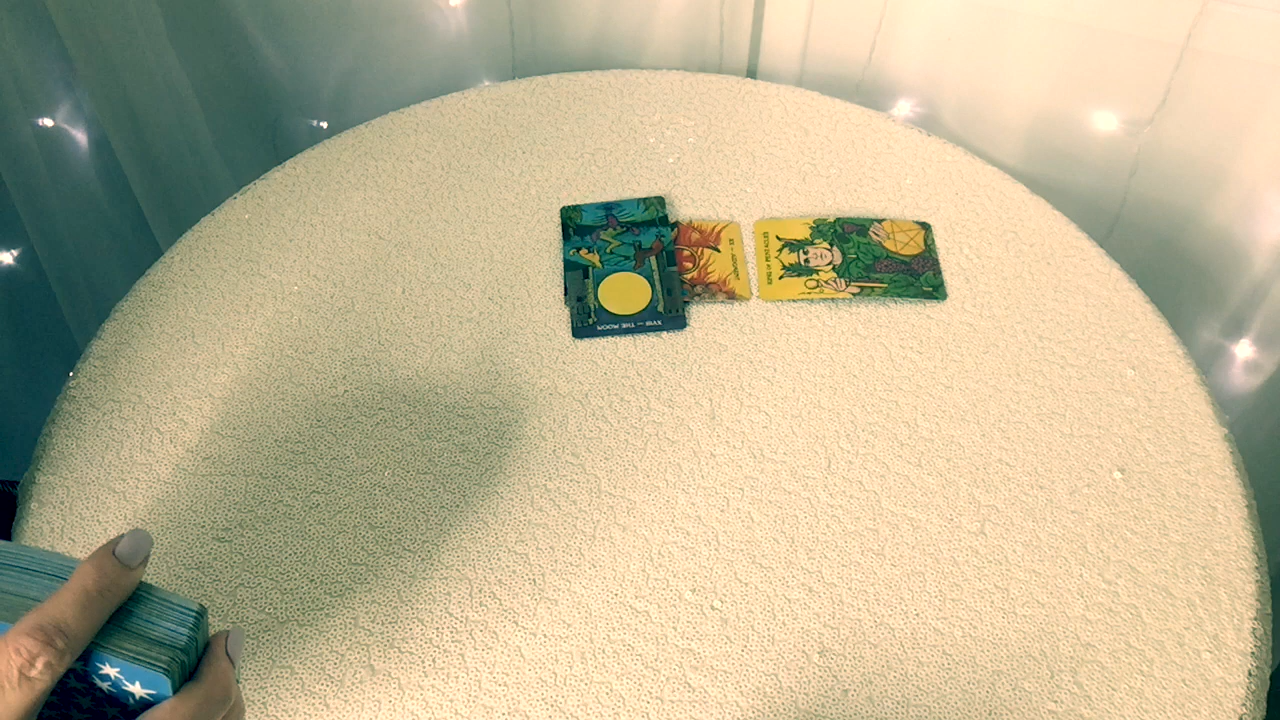 XVIII — THE MOON
XX — JUDGMENT
KING OF PENTACLES